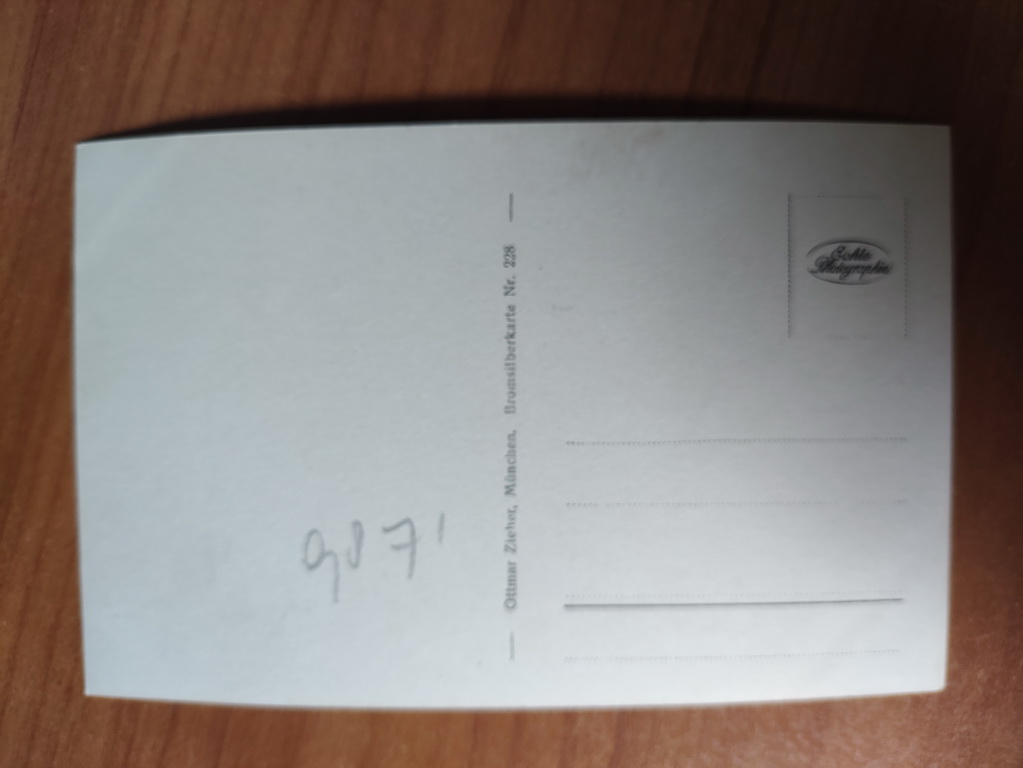 Echte
Photographie
— Ottmar Zieher, München, Bromsilberkarte Nr. 228 —